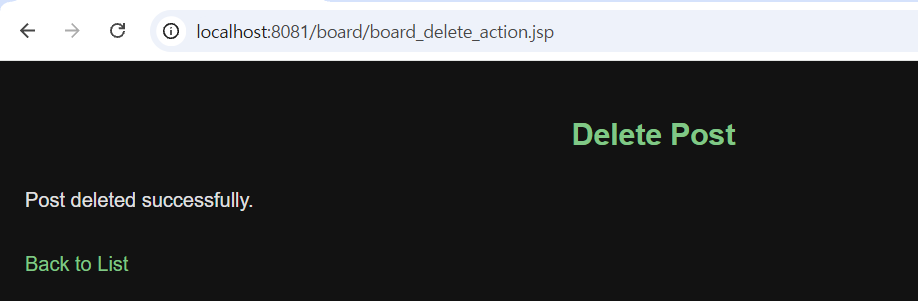 localhost:8081/board/board_delete_action.jsp
Delete Post
Post deleted successfully.
Back to List